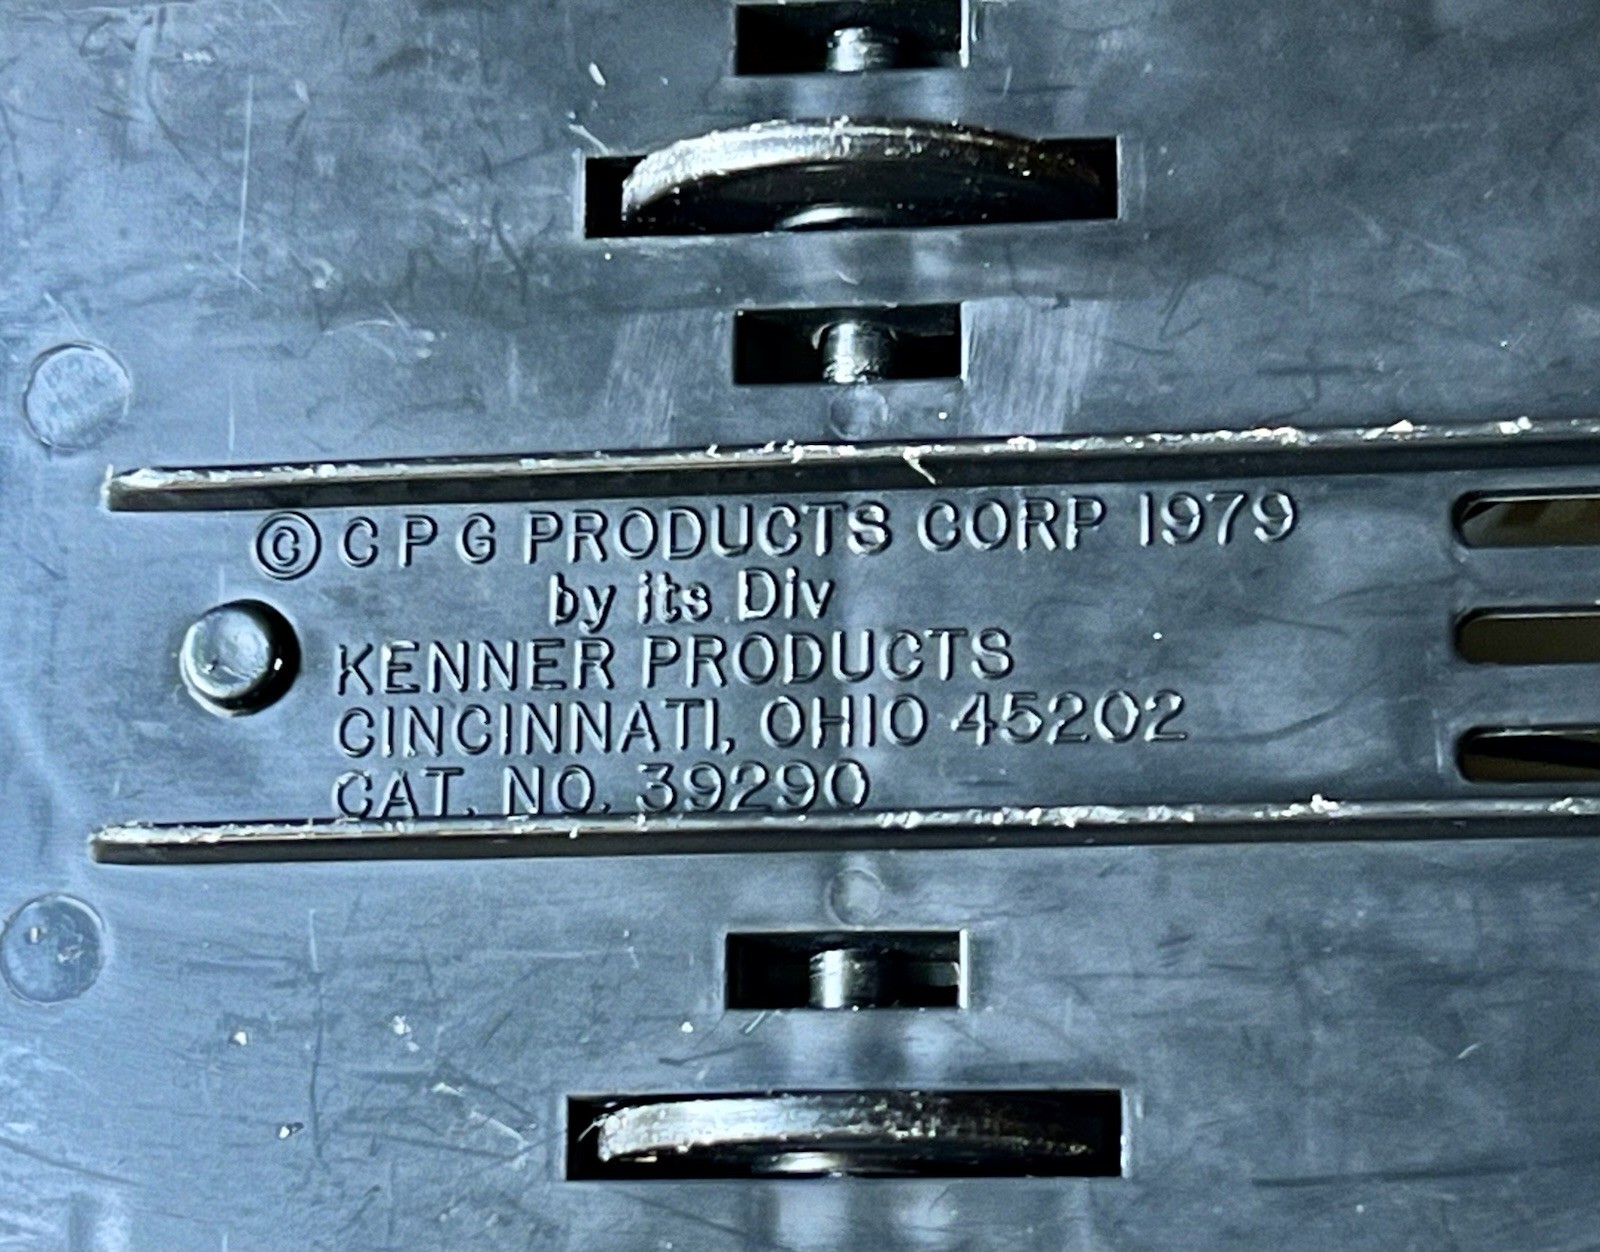 © C P G PRODUCTS CORP 1979
by its Div
KENNER PRODUCTS
CINCINNATI, OHIO 45202
CAT. NO. 39290